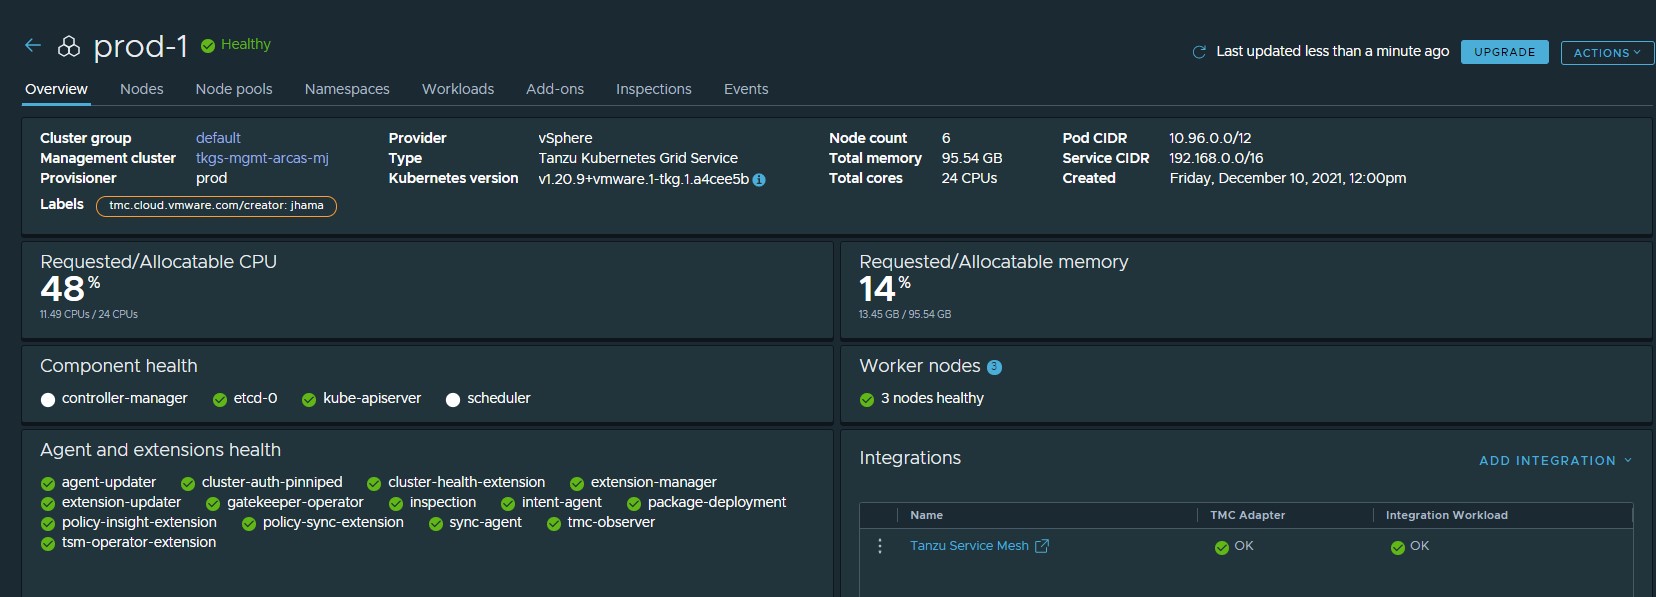 prod-1 Healthy
Last updated less than a minute ago UPGRADE ACTIONS
Overview Nodes Node pools Namespaces Workloads Add-ons Inspections Events
Cluster group default Provider vSphere Node count 6 Pod CIDR 10.96.0.0/12
Management cluster tkgs-mgmt-arcas-mj Type Tanzu Kubernetes Grid Service Total memory 95.54 GB Service CIDR 192.168.0.0/16
Provisioner prod Kubernetes version v1.20.9+vmware.1-tkg.1.a4cee5b Total cores 24 CPUs Created Friday, December 10, 2021, 12:00pm
Labels tmc.cloud.vmware.com/creator: jhama
Requested/Allocatable CPU
48%
11.49 CPUs / 24 CPUs
Requested/Allocatable memory
14%
13.45 GB / 95.54 GB
Component health
controller-manager etcd-0 kube-apiserver scheduler
Worker nodes 3
3 nodes healthy
Agent and extensions health
agent-updater cluster-auth-pinniped cluster-health-extension extension-manager
extension-updater gatekeeper-operator inspection intent-agent package-deployment
policy-insight-extension policy-sync-extension sync-agent tmc-observer
tsm-operator-extension
Integrations
ADD INTEGRATION
Name TMC Adapter Integration Workload
Tanzu Service Mesh OK OK